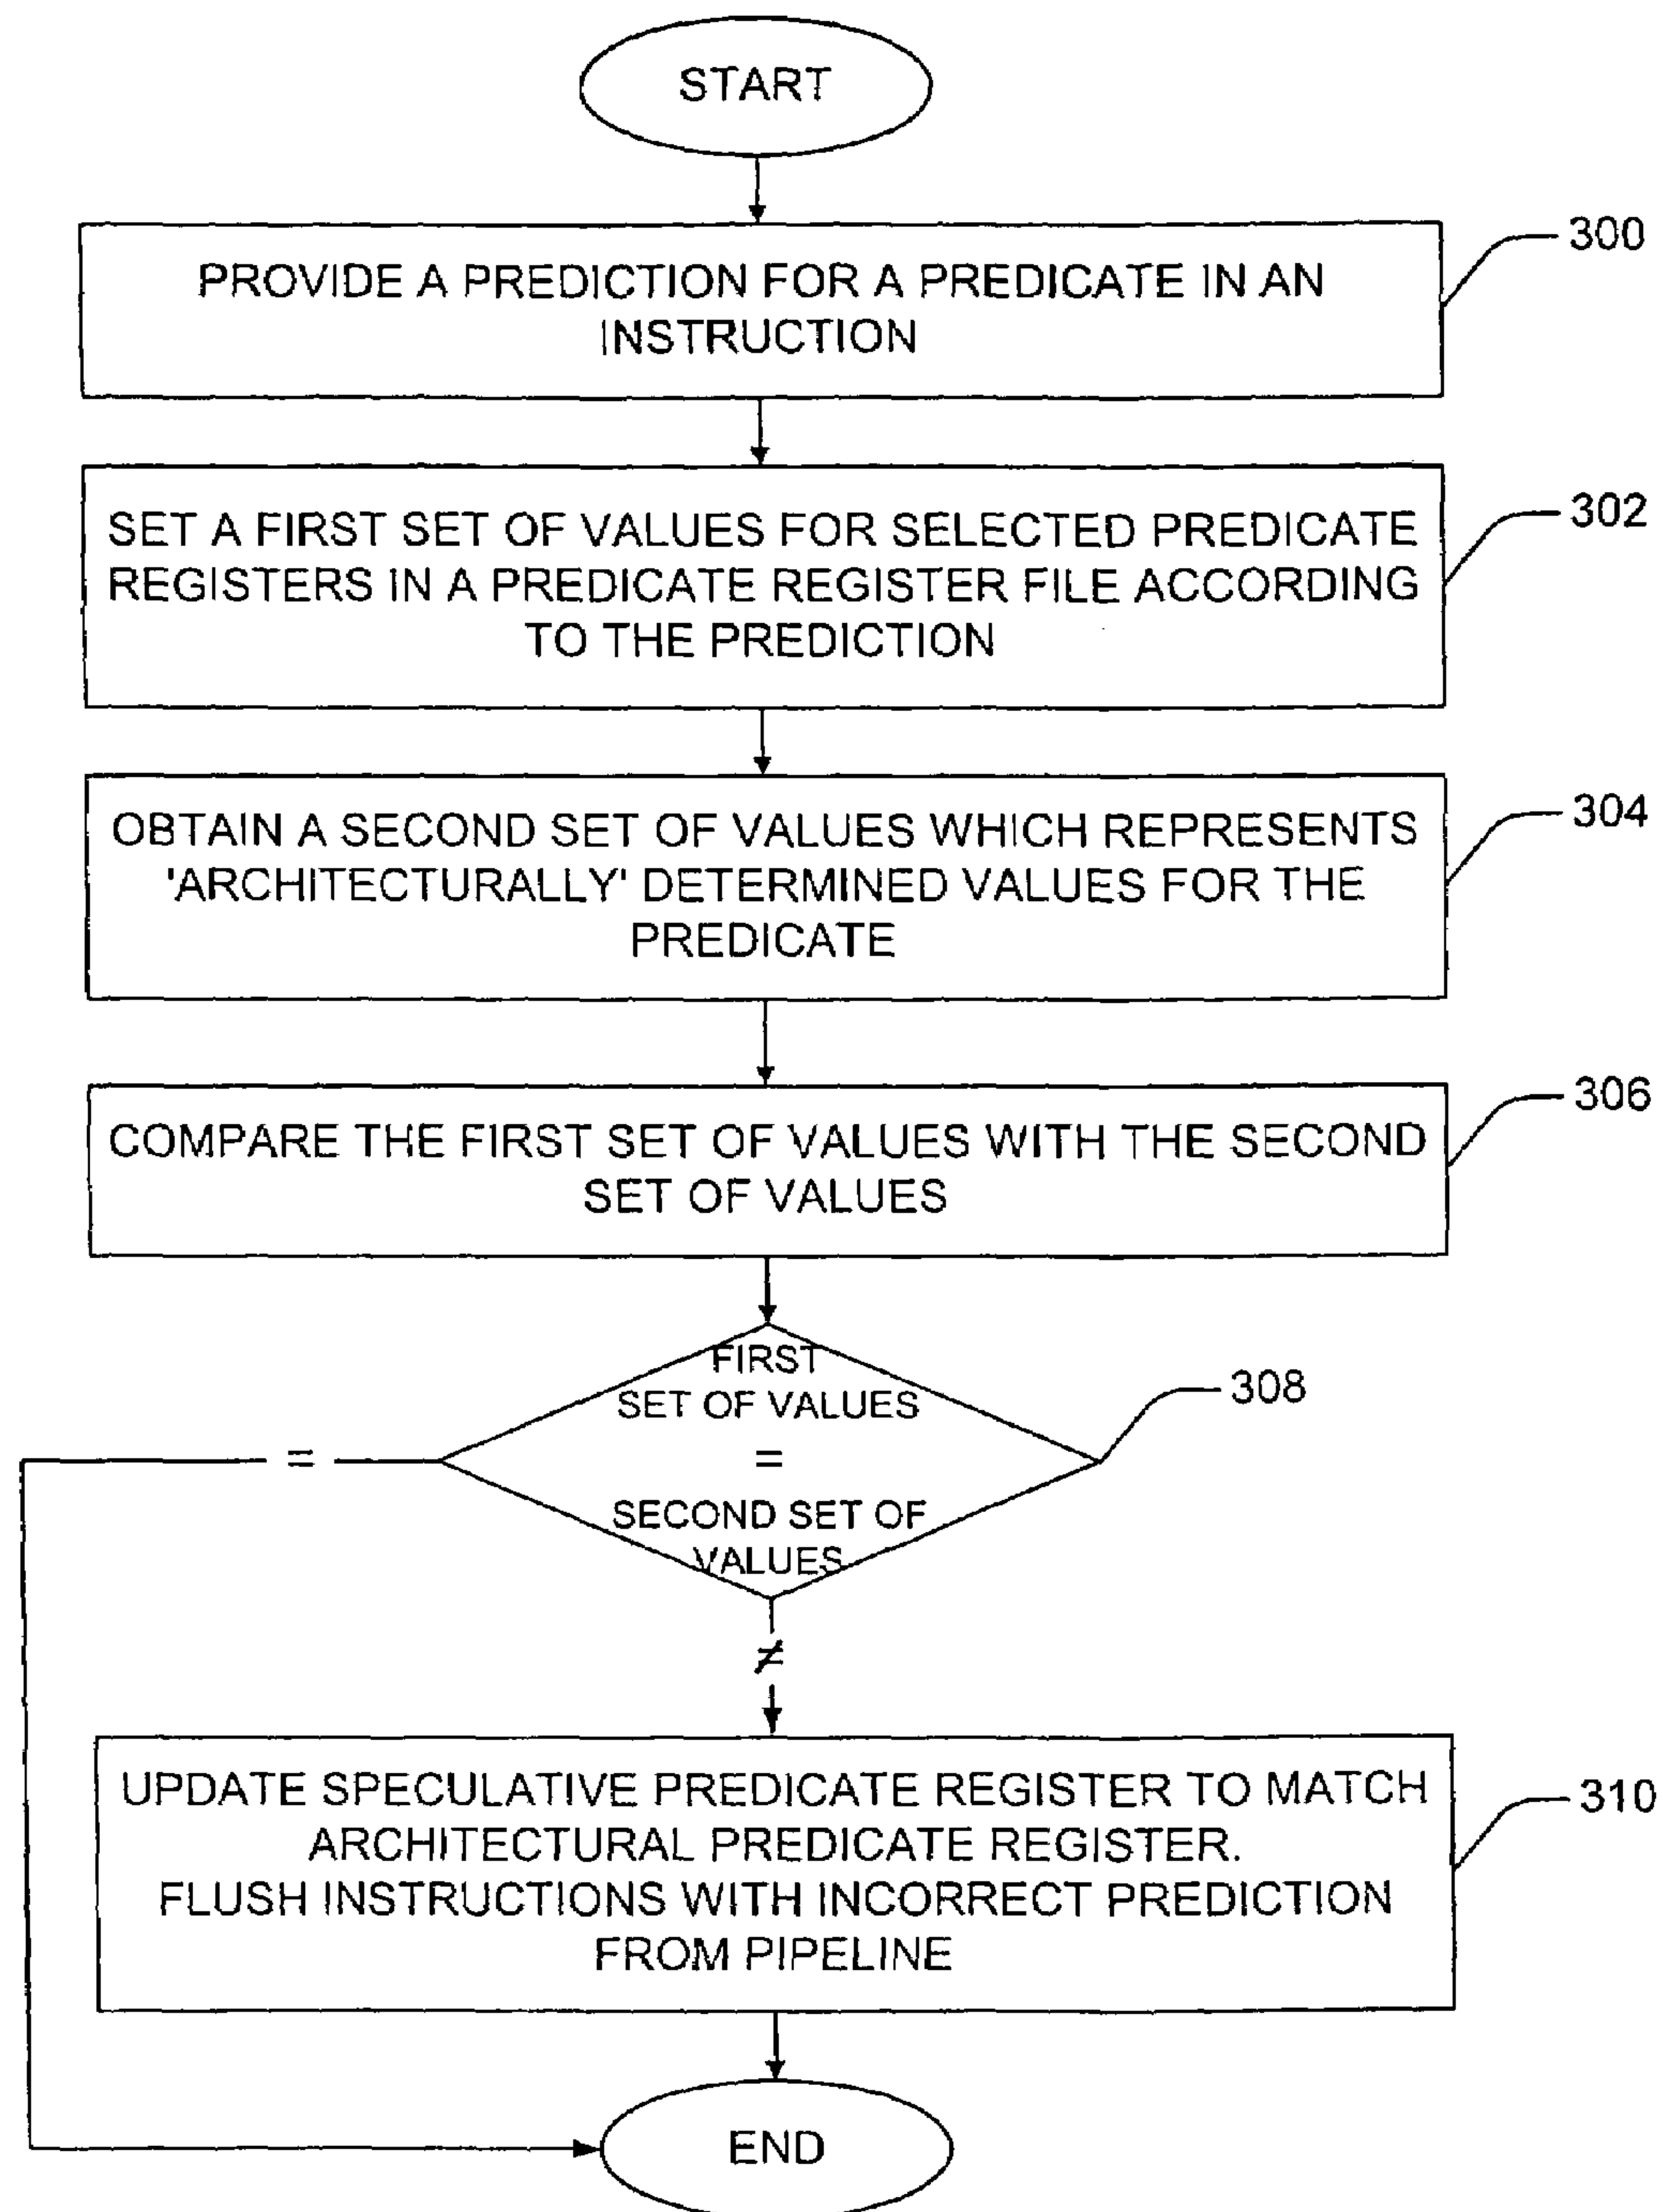 START
300
PROVIDE A PREDICTION FOR A PREDICATE IN AN
INSTRUCTION
302
SET A FIRST SET OF VALUES FOR SELECTED PREDICATE
REGISTERS IN A PREDICATE REGISTER FILE ACCORDING
TO THE PREDICTION
304
OBTAIN A SECOND SET OF VALUES WHICH REPRESENTS
'ARCHITECTURALLY' DETERMINED VALUES FOR THE
PREDICATE
306
COMPARE THE FIRST SET OF VALUES WITH THE SECOND
SET OF VALUES
308
FIRST
SET OF VALUES
=
=
SECOND SET OF
VALUES
≠
310
UPDATE SPECULATIVE PREDICATE REGISTER TO MATCH
ARCHITECTURAL PREDICATE REGISTER.
FLUSH INSTRUCTIONS WITH INCORRECT PREDICTION
FROM PIPELINE
END